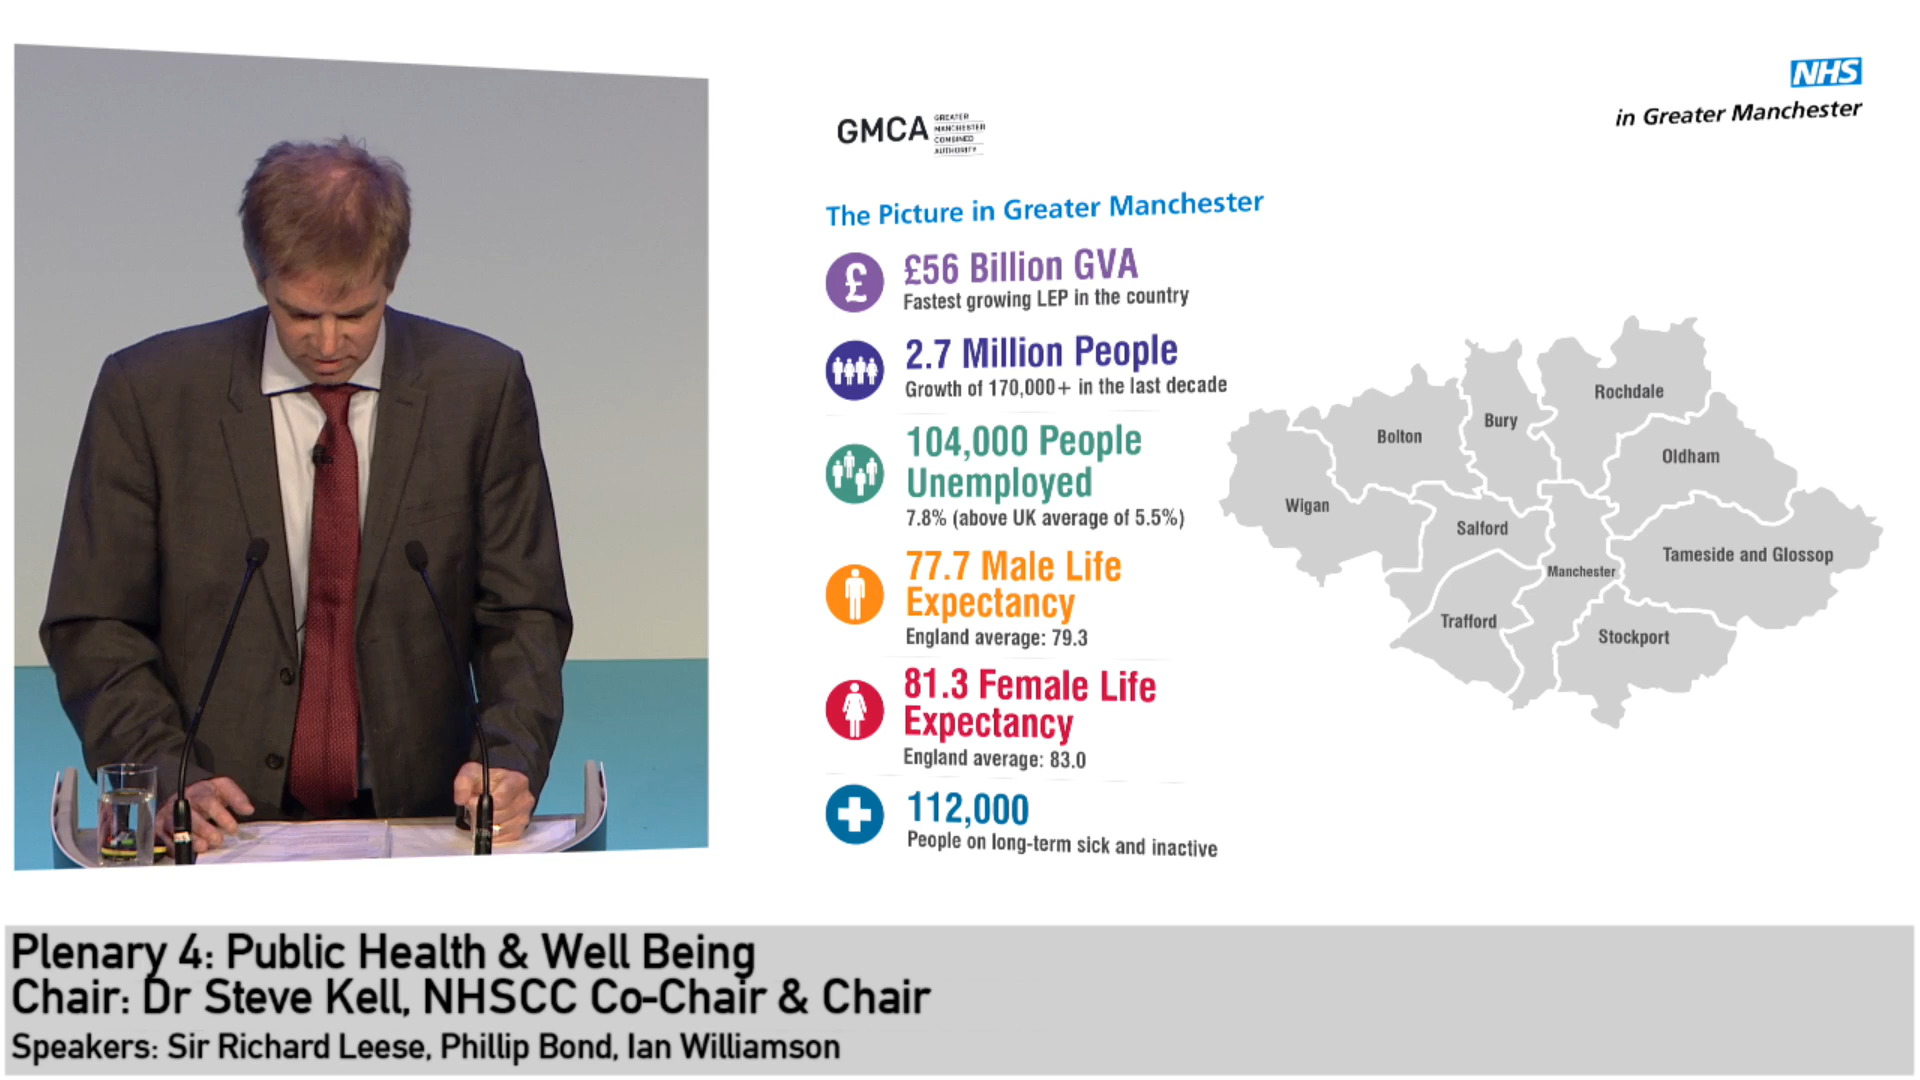 NHS
in Greater Manchester
GMCA
GREATER
MANCHESTER
COMBINED
AUTHORITY
The Picture in Greater Manchester
£
£56 Billion GVA
Fastest growing LEP in the country
2.7 Million People
Growth of 170,000+ in the last decade
104,000 People
Unemployed
7.8% (above UK average of 5.5%)
77.7 Male Life
Expectancy
England average: 79.3
81.3 Female Life
Expectancy
England average: 83.0
112,000
People on long-term sick and inactive
Rochdale
Bury
Bolton
Oldham
Wigan
Salford
Tameside and Glossop
Manchester
Trafford
Stockport
Plenary 4: Public Health & Well Being
Chair: Dr Steve Kell, NHSCC Co-Chair & Chair
Speakers: Sir Richard Leese, Phillip Bond, Ian Williamson